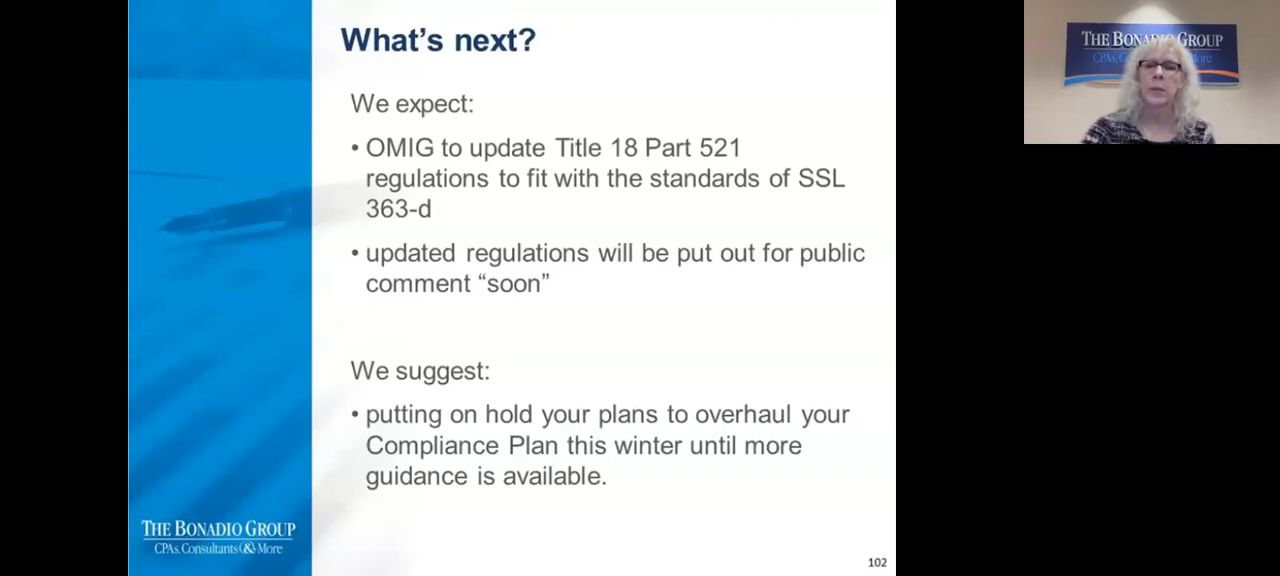 What's next?
We expect:
• OMIG to update Title 18 Part 521
regulations to fit with the standards of SSL
363-d
• updated regulations will be put out for public
comment “soon”
We suggest:
• putting on hold your plans to overhaul your
Compliance Plan this winter until more
guidance is available.
THE BONADIO GROUP
CPAs, Consultants & More
102
THE BONADIO GROUP
CPAs, More